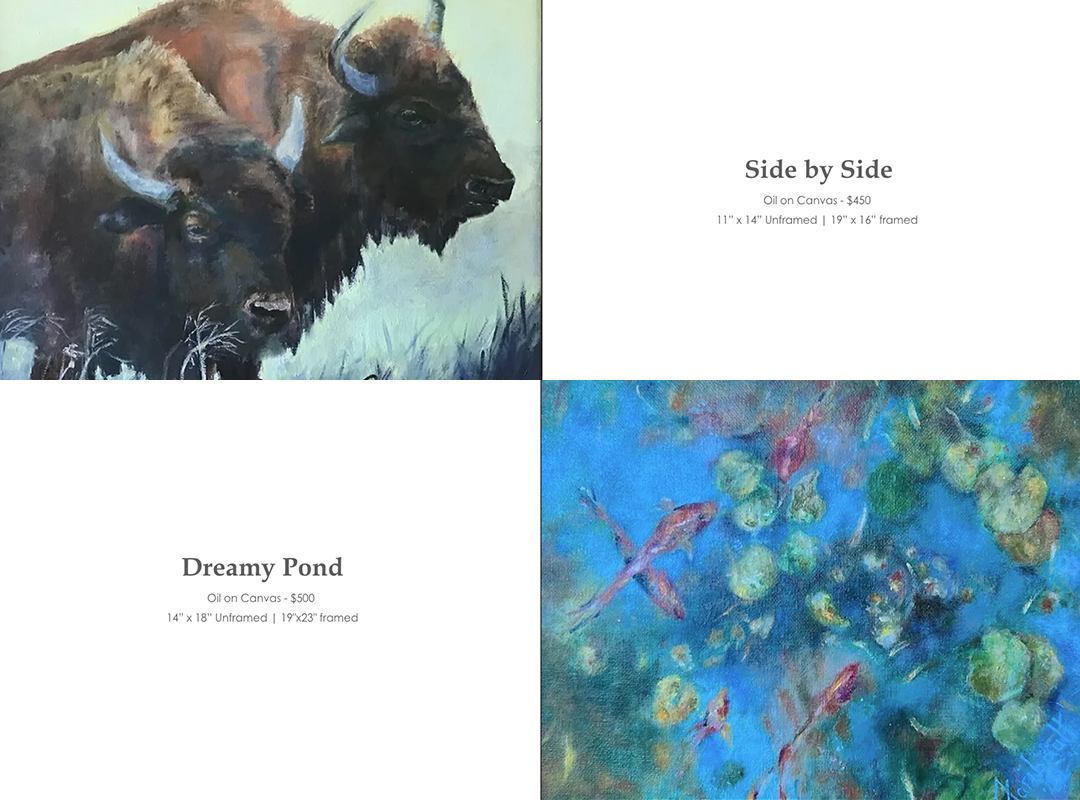 Side by Side
Oil on Canvas - $450
11” x 14” Unframed | 19” x 16” framed
Dreamy Pond
Oil on Canvas - $500
14” x 18” Unframed | 19"x23" framed